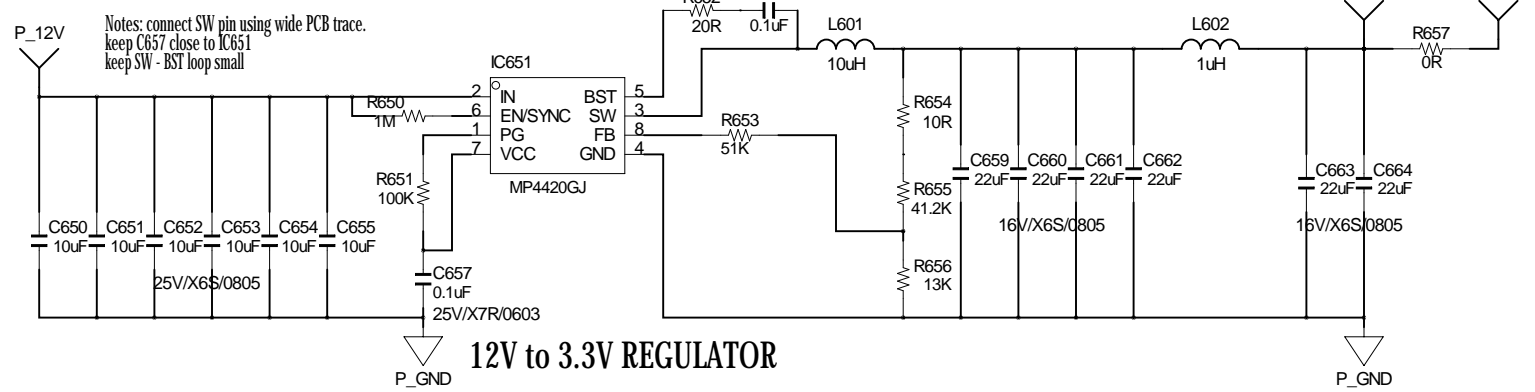 P_12V
Notes: connect SW pin using wide PCB trace.
keep C657 close to IC651
keep SW - BST loop small
20R
0.1uF
L601
10uH
L602
1uH
R657
0R
IC651
2 IN
6 EN/SYNC
1 PG
7 VCC
BST 5
SW 3
FB 8
GND 4
MP4420GJ
R650
1M
R651
100K
R653
51K
R654
10R
R655
41.2K
R656
13K
C659
22uF
C660
22uF
C661
22uF
C662
22uF
16V/X6S/0805
C663
22uF
C664
22uF
16V/X6S/0805
C650
10uF
C651
10uF
C652
10uF
C653
10uF
C654
10uF
C655
10uF
25V/X6S/0805
C657
0.1uF
25V/X7R/0603
P_GND
12V to 3.3V REGULATOR
P_GND